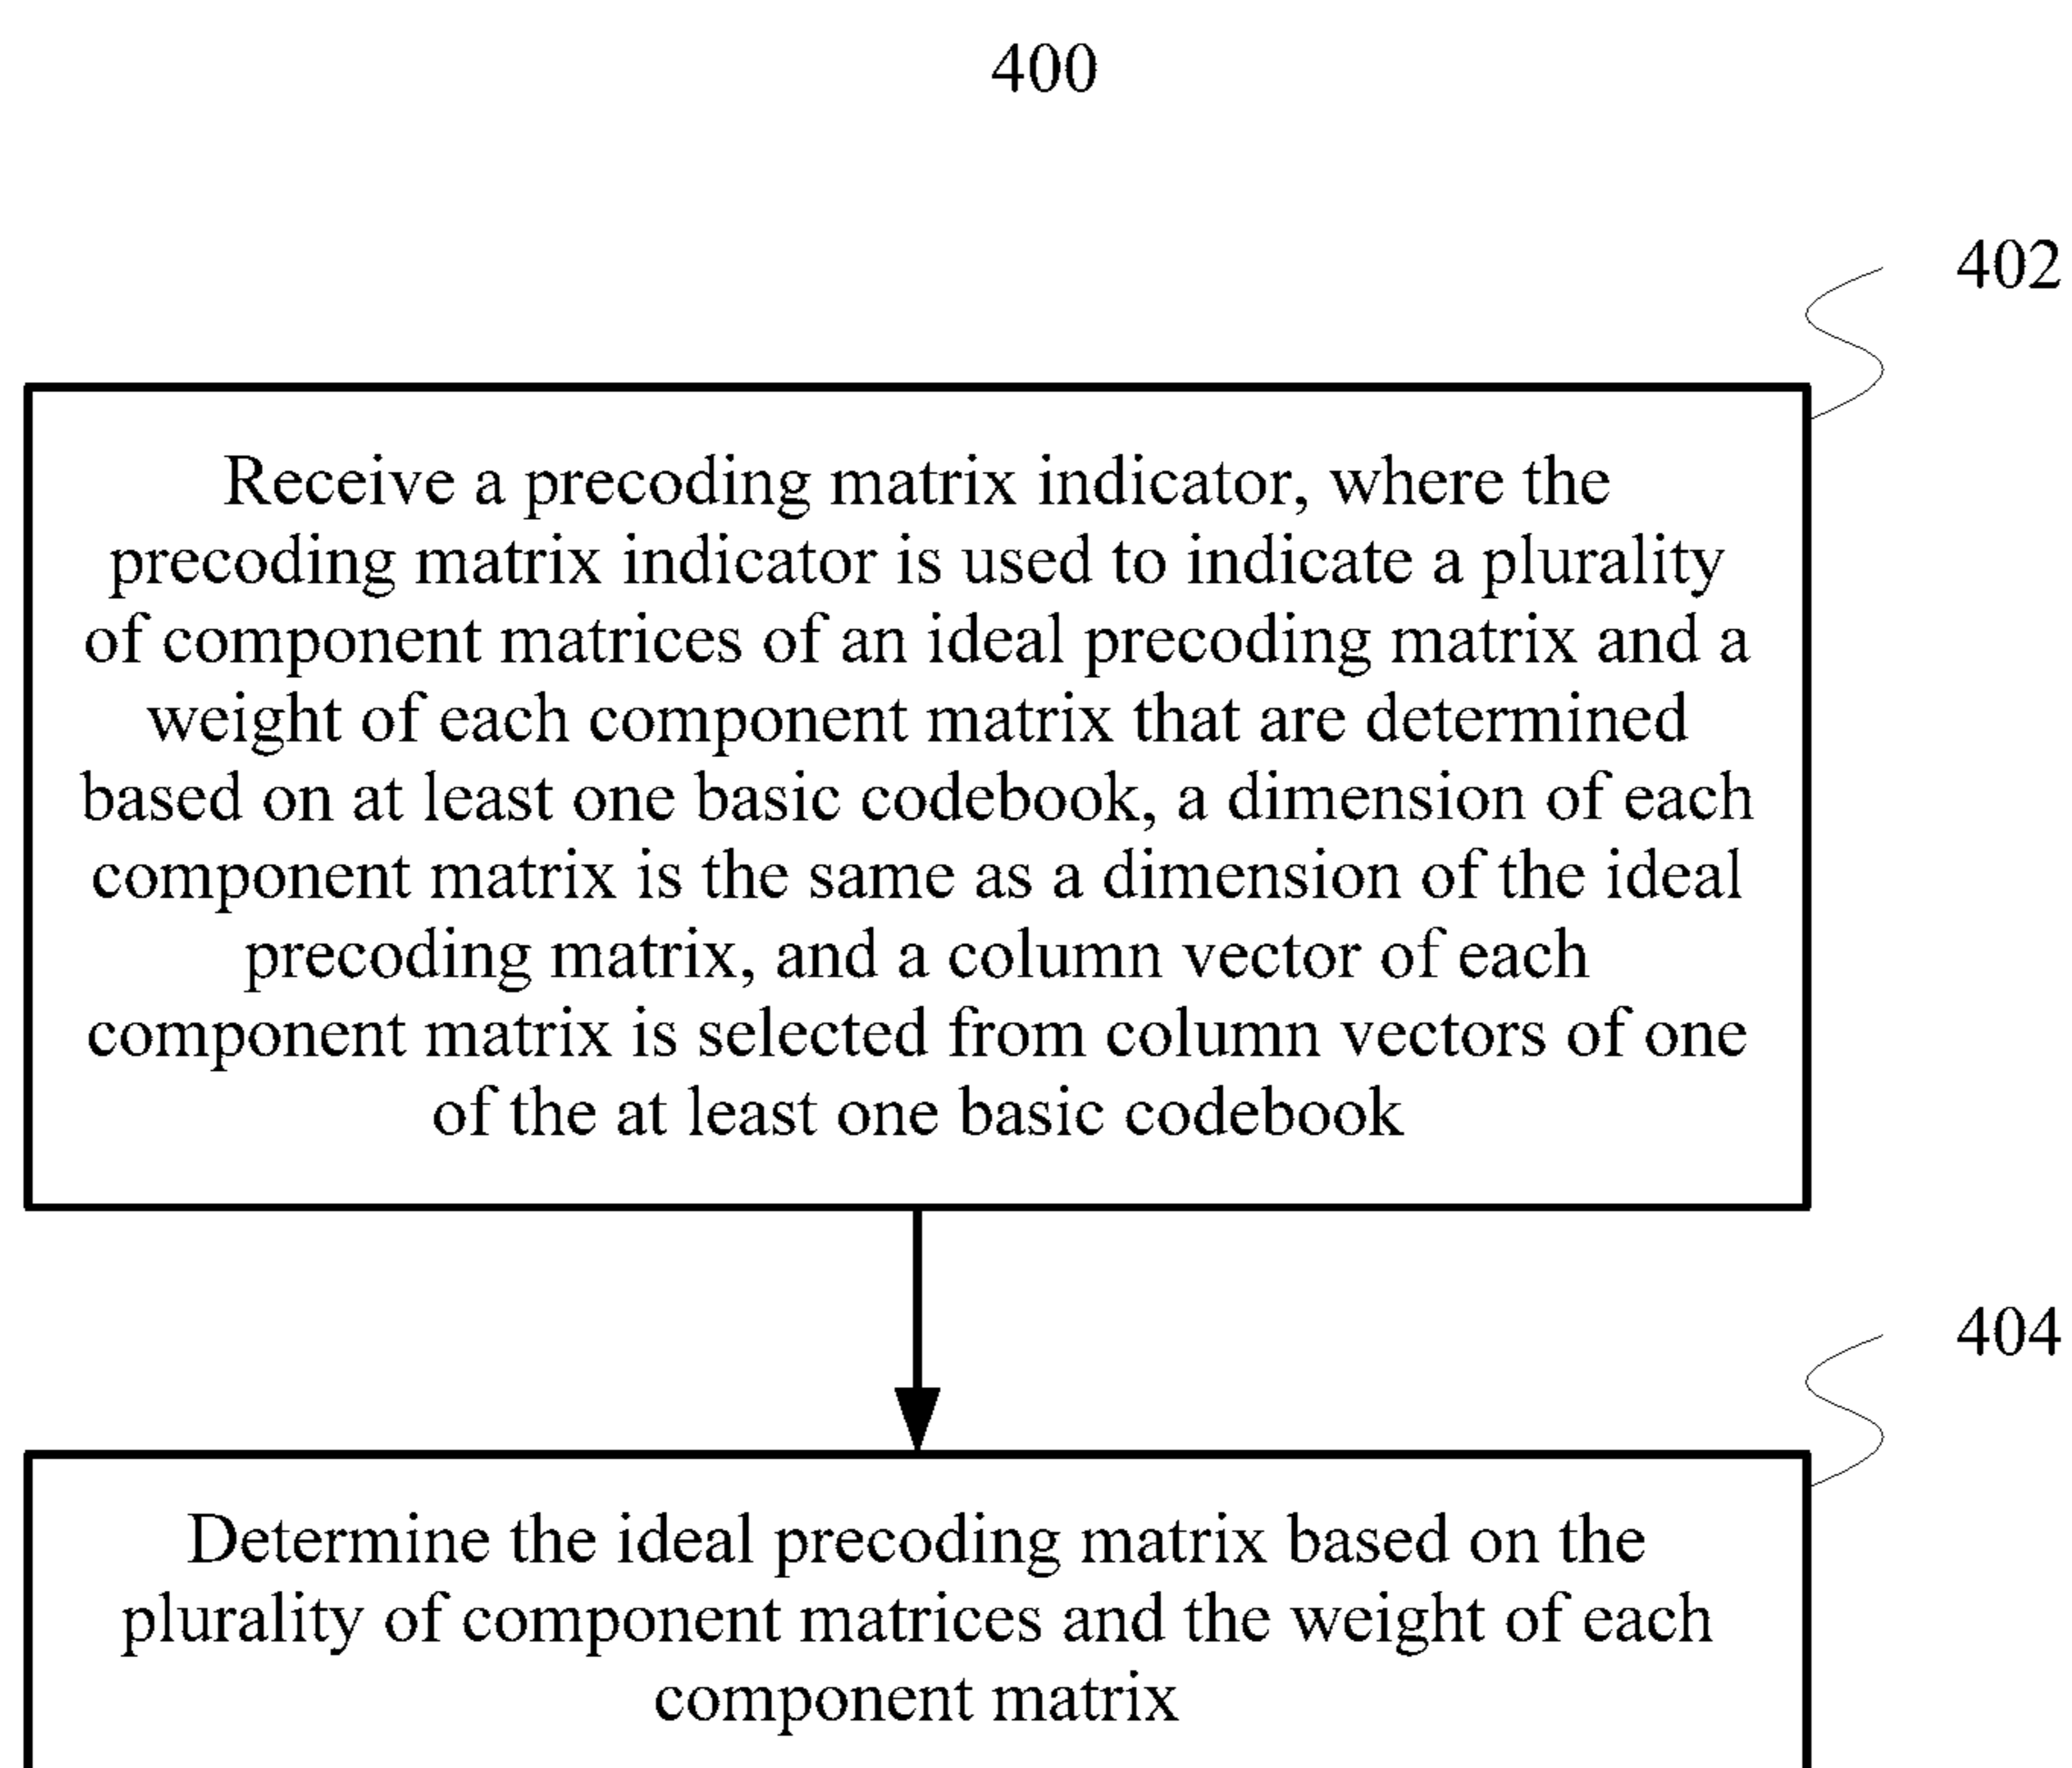 400
402
Receive a precoding matrix indicator, where the
precoding matrix indicator is used to indicate a plurality
of component matrices of an ideal precoding matrix and a
weight of each component matrix that are determined
based on at least one basic codebook, a dimension of each
component matrix is the same as a dimension of the ideal
precoding matrix, and a column vector of each
component matrix is selected from column vectors of one
of the at least one basic codebook
404
Determine the ideal precoding matrix based on the
plurality of component matrices and the weight of each
component matrix